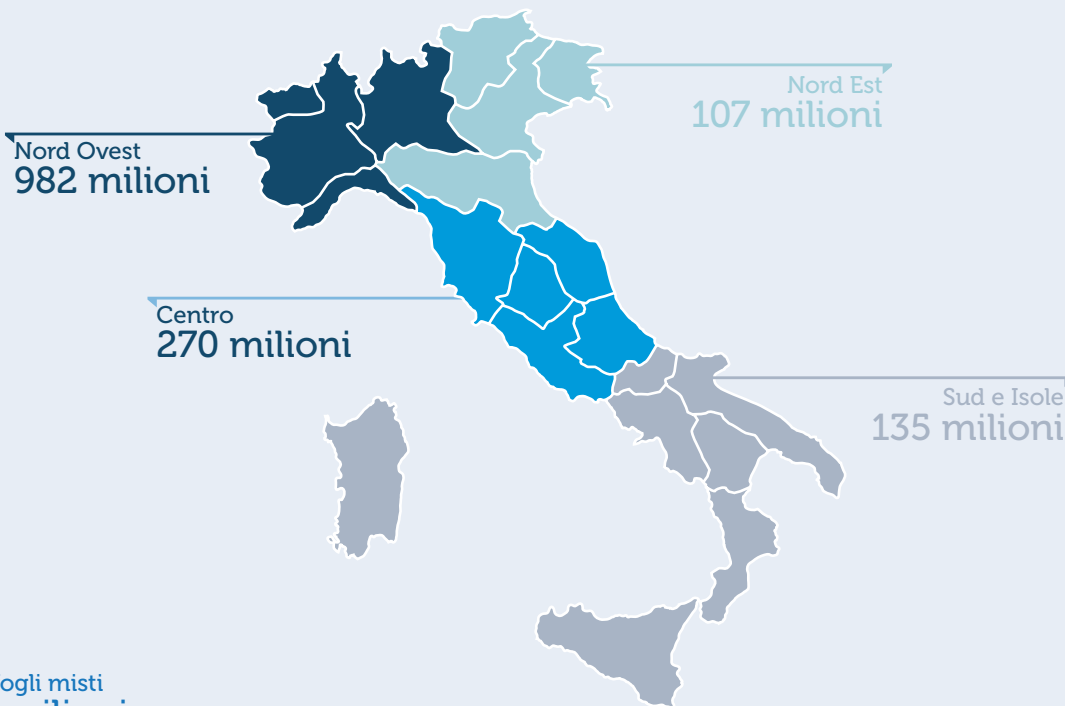 Nord Est
107 milioni
Nord Ovest
982 milioni
Centro
270 milioni
Sud e Isole
135 milioni
ogli misti